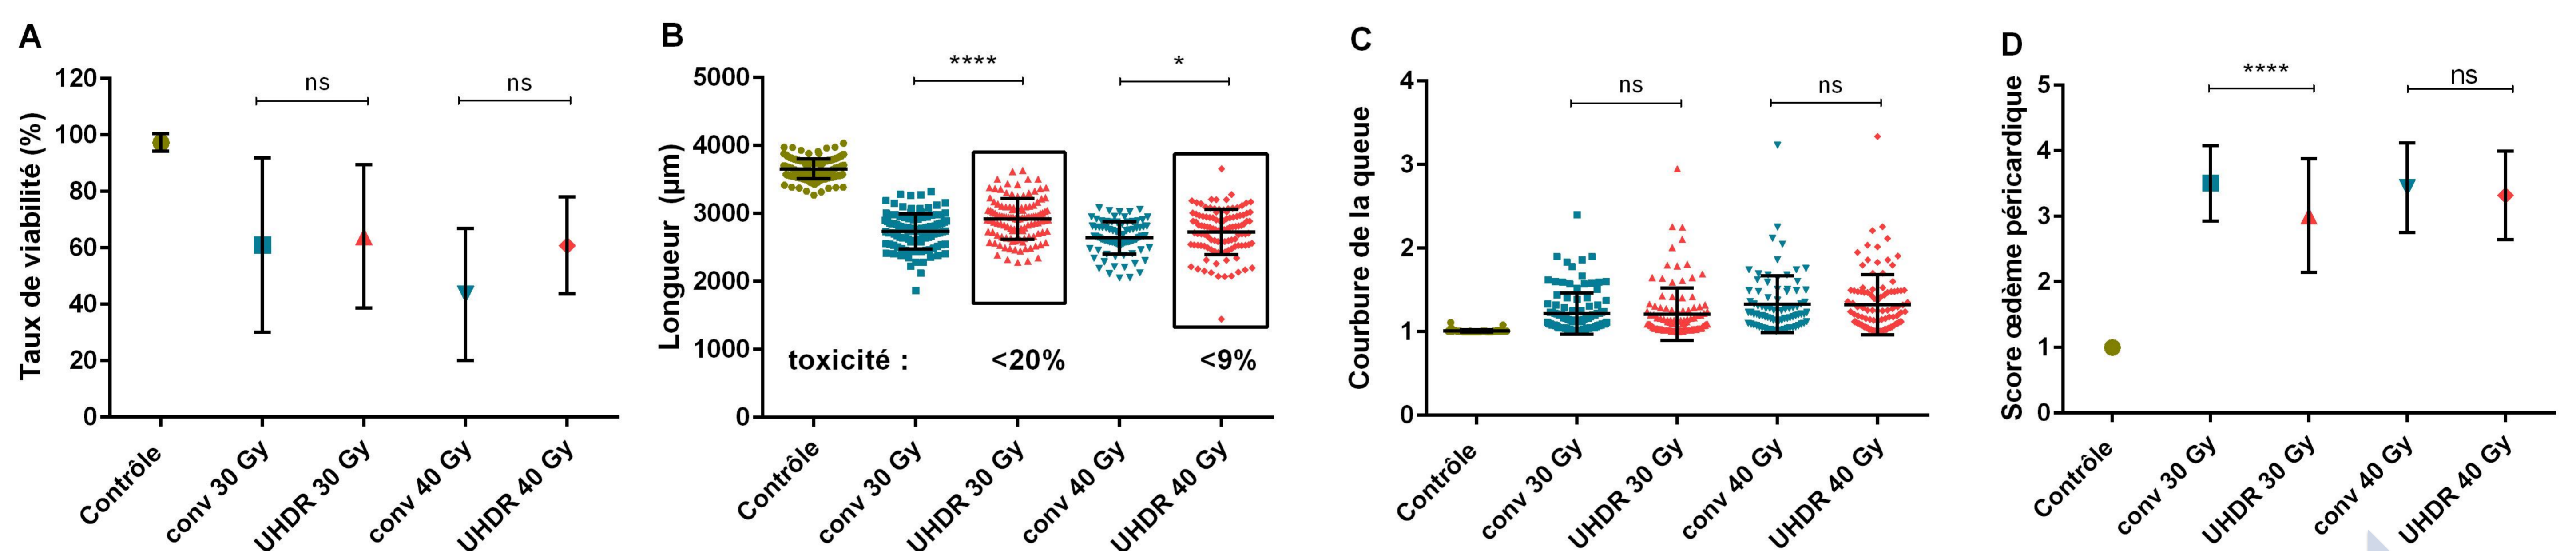 A
Taux de viabilité (%)
120
100
80
60
40
20
0
ns
ns
Contrôle
conv 30 Gy
UHDR 30 Gy
conv 40 Gy
UHDR 40 Gy
B
Longueur (µm)
5000
4000
3000
2000
1000
0
****
*
toxicité : <20% <9%
Contrôle
conv 30 Gy
UHDR 30 Gy
conv 40 Gy
UHDR 40 Gy
C
Courbure de la queue
4
3
2
1
0
ns
ns
Contrôle
conv 30 Gy
UHDR 30 Gy
conv 40 Gy
UHDR 40 Gy
D
Score œdème péricardique
5
4
3
2
1
0
****
ns
Contrôle
conv 30 Gy
UHDR 30 Gy
conv 40 Gy
UHDR 40 Gy